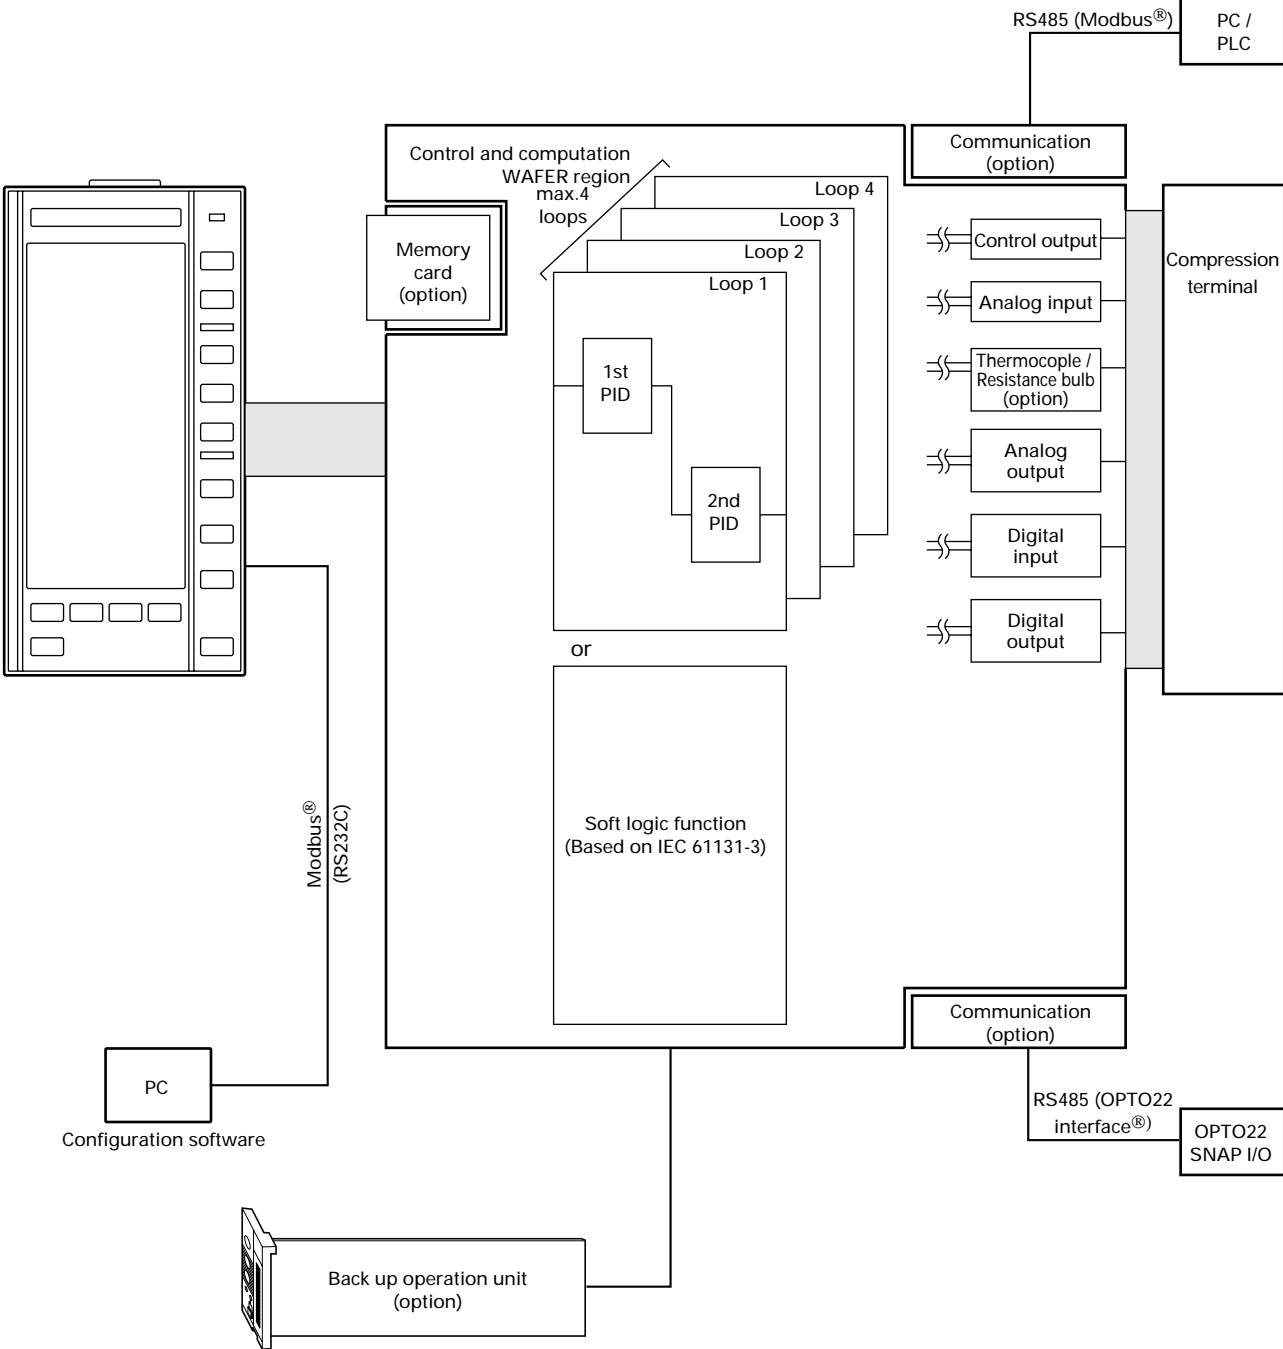 RS485 (Modbus®)
PC /
PLC
Communication
(option)
Control and computation
WAFER region
max.4
loops
Loop 4
Loop 3
Loop 2
Loop 1
Memory
card
(option)
Control output
Compression
terminal
Analog input
Thermocople /
Resistance bulb
(option)
1st
PID
Analog
output
2nd
PID
Digital
input
Digital
output
or
Soft logic function
(Based on IEC 61131-3)
Modbus®
(RS232C)
Communication
(option)
PC
Configuration software
RS485 (OPTO22
interface®)
OPTO22
SNAP I/O
Back up operation unit
(option)